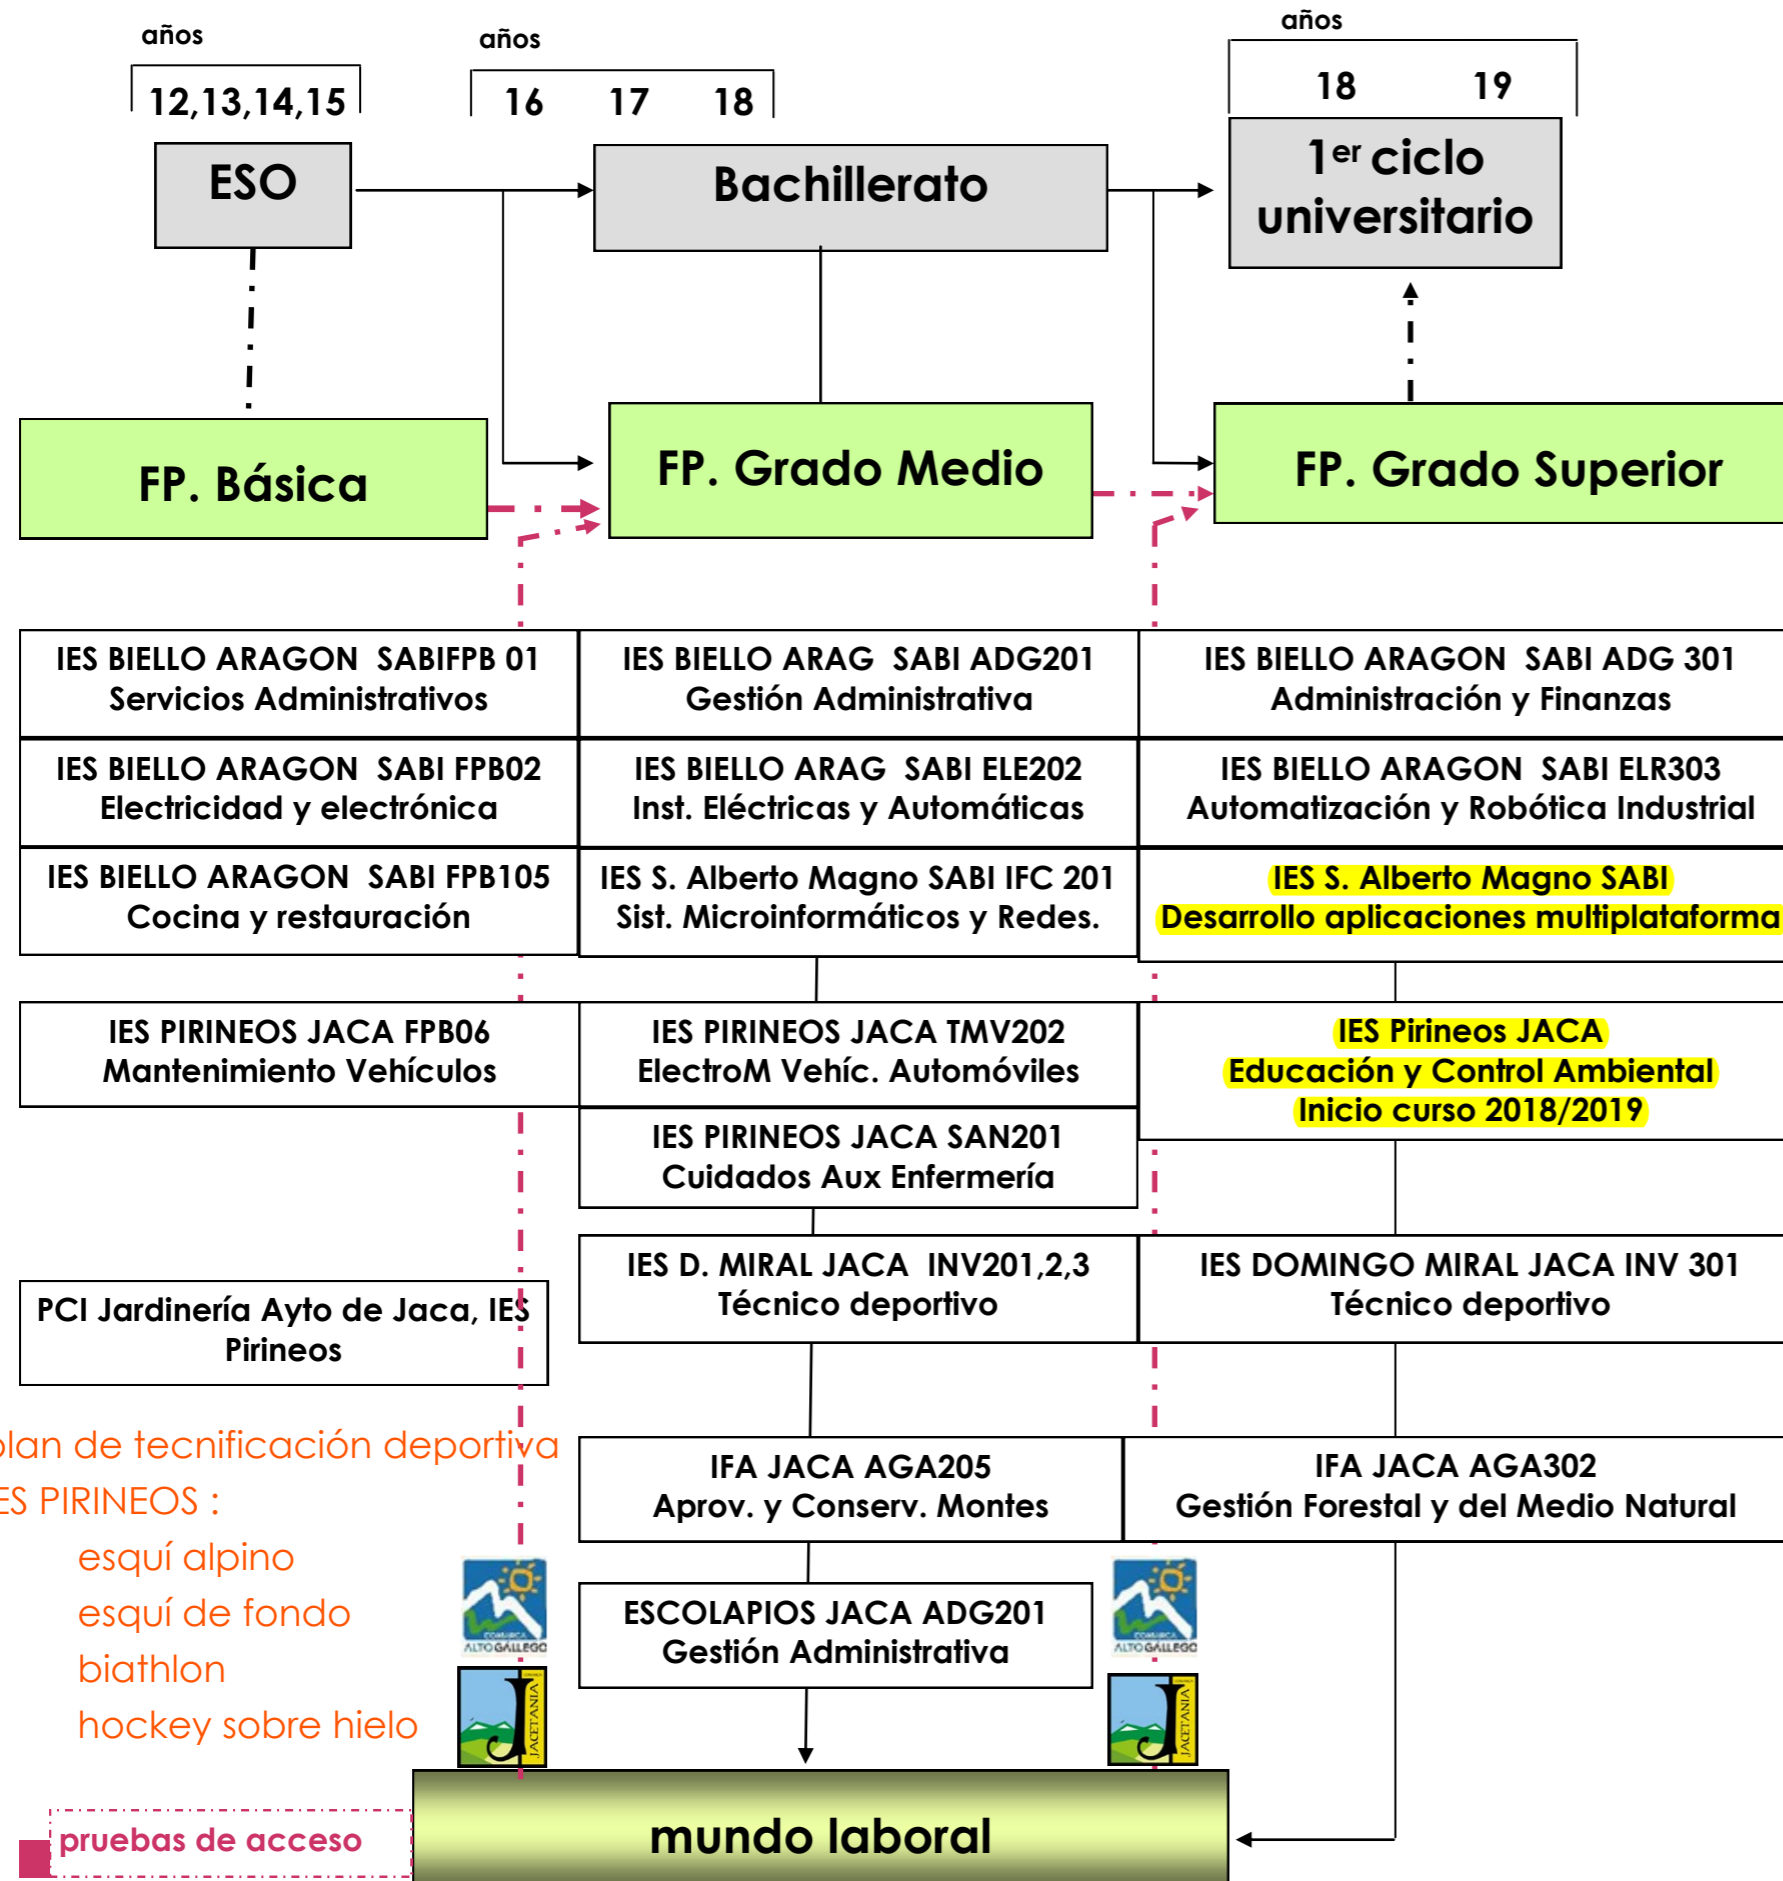 años
años
años
12,13,14,15
16 17 18
18 19
ESO
Bachillerato
1er ciclo
universitario
FP. Básica
FP. Grado Medio
FP. Grado Superior
IES BIELLO ARAGON SABIFPB 01
Servicios Administrativos
IES BIELLO ARAG SABI ADG201
Gestión Administrativa
IES BIELLO ARAGON SABI ADG 301
Administración y Finanzas
IES BIELLO ARAGON SABI FPB02
Electricidad y electrónica
IES BIELLO ARAG SABI ELE202
Inst. Eléctricas y Automáticas
IES BIELLO ARAGON SABI ELR303
Automatización y Robótica Industrial
IES BIELLO ARAGON SABI FPB105
Cocina y restauración
IES S. Alberto Magno SABI IFC 201
Sist. Microinformáticos y Redes.
IES S. Alberto Magno SABI
Desarrollo aplicaciones multiplataforma
IES PIRINEOS JACA FPB06
Mantenimiento Vehículos
IES PIRINEOS JACA TMV202
ElectroM Vehíc. Automóviles
IES Pirineos JACA
Educación y Control Ambiental
Inicio curso 2018/2019
IES PIRINEOS JACA SAN201
Cuidados Aux Enfermería
PCI Jardinería Ayto de Jaca, IES
Pirineos
IES D. MIRAL JACA INV201,2,3
Técnico deportivo
IES DOMINGO MIRAL JACA INV 301
Técnico deportivo
plan de tecnificación deportiva
ES PIRINEOS :
esquí alpino
esquí de fondo
biathlon
hockey sobre hielo
IFA JACA AGA205
Aprov. y Conserv. Montes
IFA JACA AGA302
Gestión Forestal y del Medio Natural
COMARCA
ALTO GÁLLEGO
COMARCA
ALTO GÁLLEGO
ESCOLAPIOS JACA ADG201
Gestión Administrativa
JACETANIA
JACETANIA
pruebas de acceso
mundo laboral